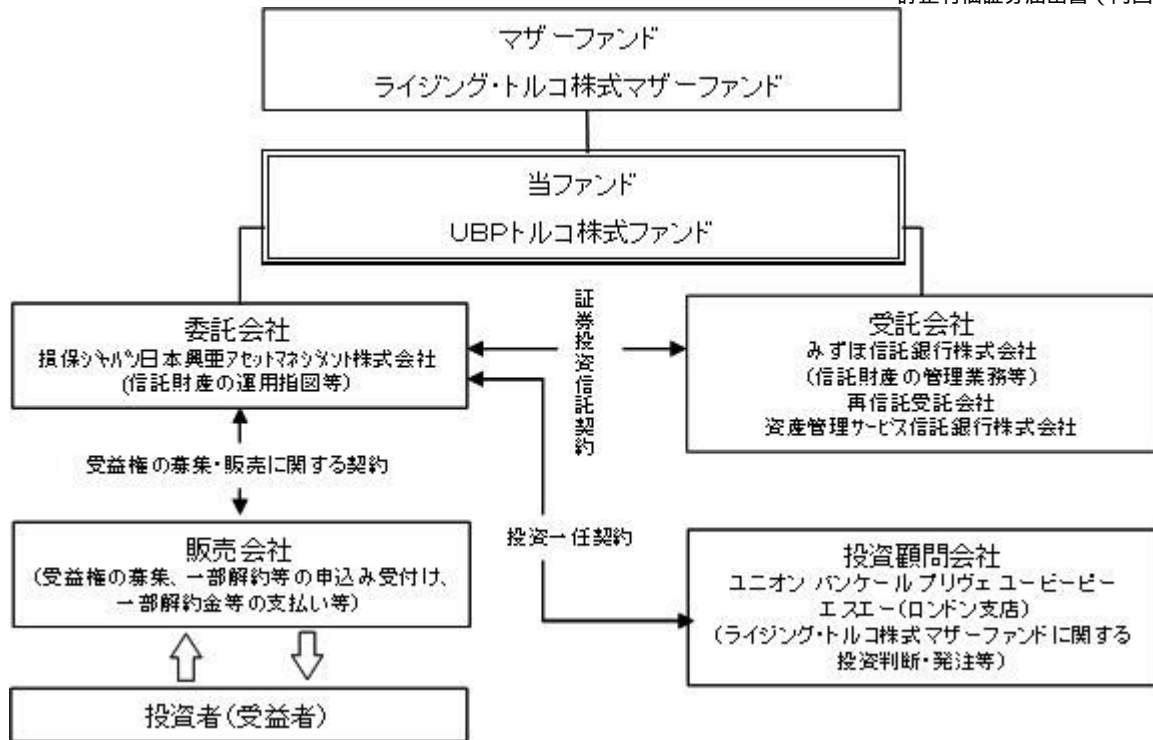 マザーファンド
ライジング・トルコ株式マザーファンド
当ファンド
UBPトルコ株式ファンド
委託会社
損保ジャパン日本興亜アセットマネジメント株式会社
(信託財産の運用指図等)
証券投資信託契約
受託会社
みずほ信託銀行株式会社
(信託財産の管理業務等)
再信託受託会社
資産管理サービス信託銀行株式会社
受益権の募集・販売に関する契約
販売会社
(受益権の募集、一部解約等の申込み受付け、
一部解約金等の支払い等)
投資一任契約
投資顧問会社
ユニオン バンケール プリヴェ ユービーピー
エスエー(ロンドン支店)
(ライジング・トルコ株式マザーファンドに関する
投資判断・発注等)
投資者(受益者)